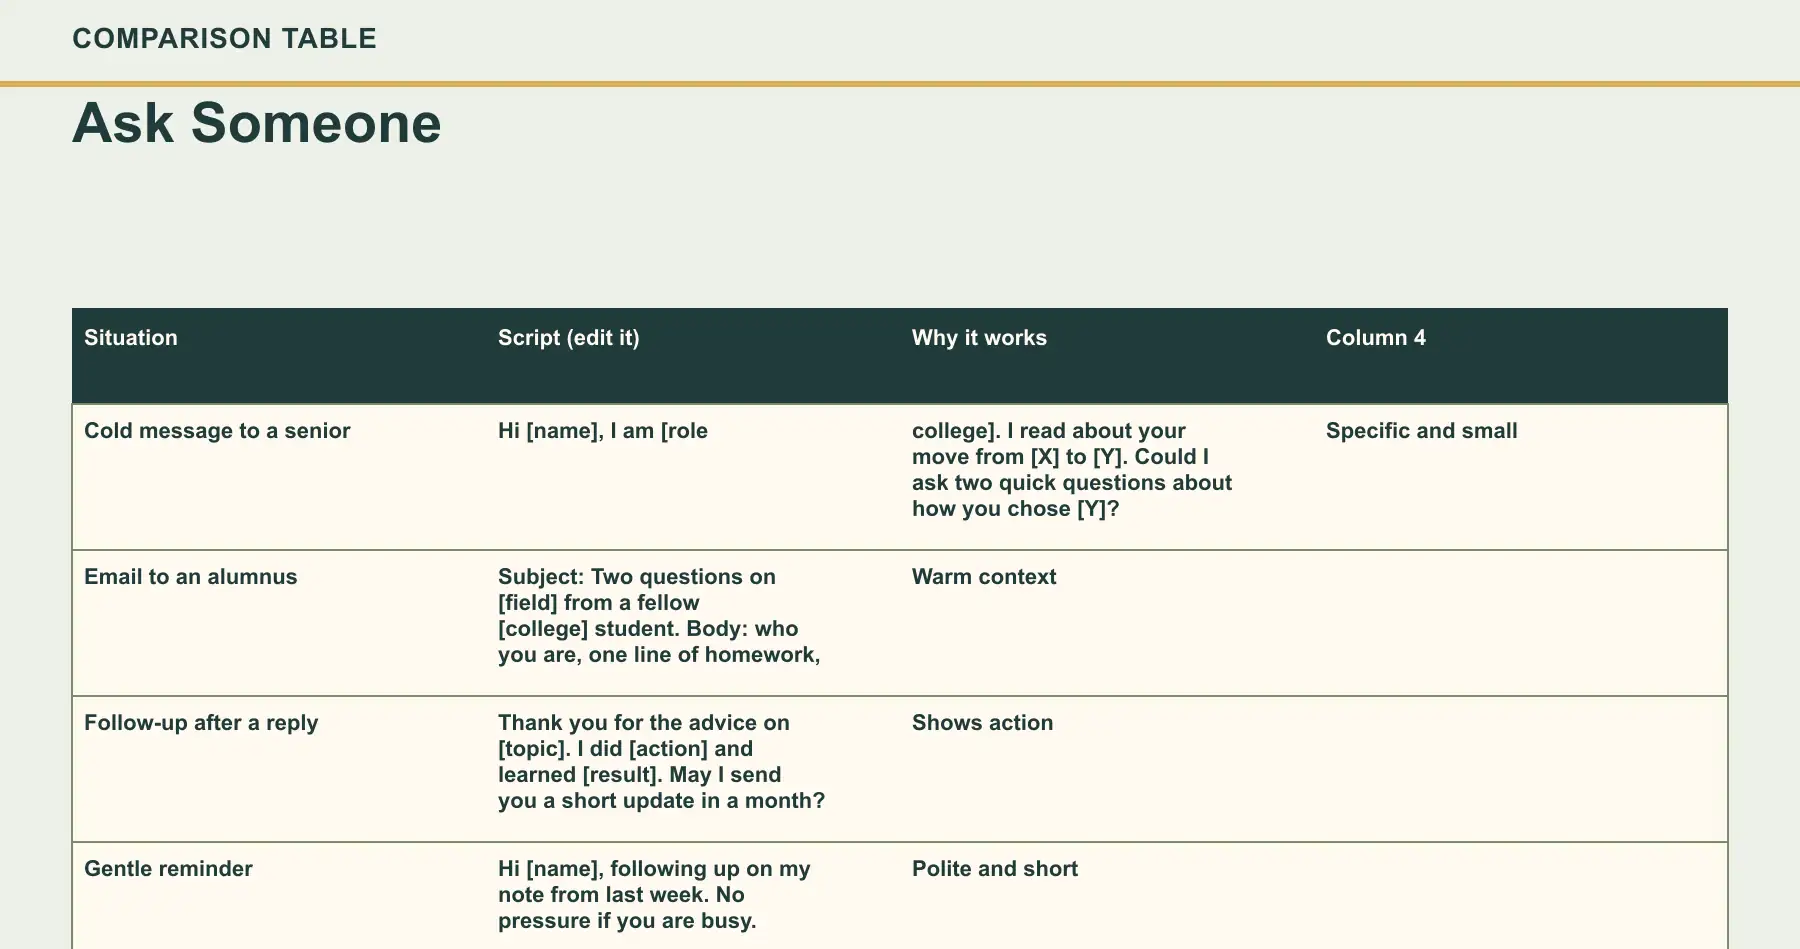 COMPARISON TABLE
Ask Someone
Situation
Script (edit it)
Why it works
Column 4
Cold message to a senior
Hi [name], I am [role
college]. I read about your
move from [X] to [Y]. Could I
ask two quick questions about
how you chose [Y]?
Specific and small
Email to an alumnus
Subject: Two questions on
[field] from a fellow
[college] student. Body: who
you are, one line of homework,
Warm context
Follow-up after a reply
Thank you for the advice on
[topic]. I did [action] and
learned [result]. May I send
you a short update in a month?
Shows action
Gentle reminder
Hi [name], following up on my
note from last week. No
pressure if you are busy.
Polite and short